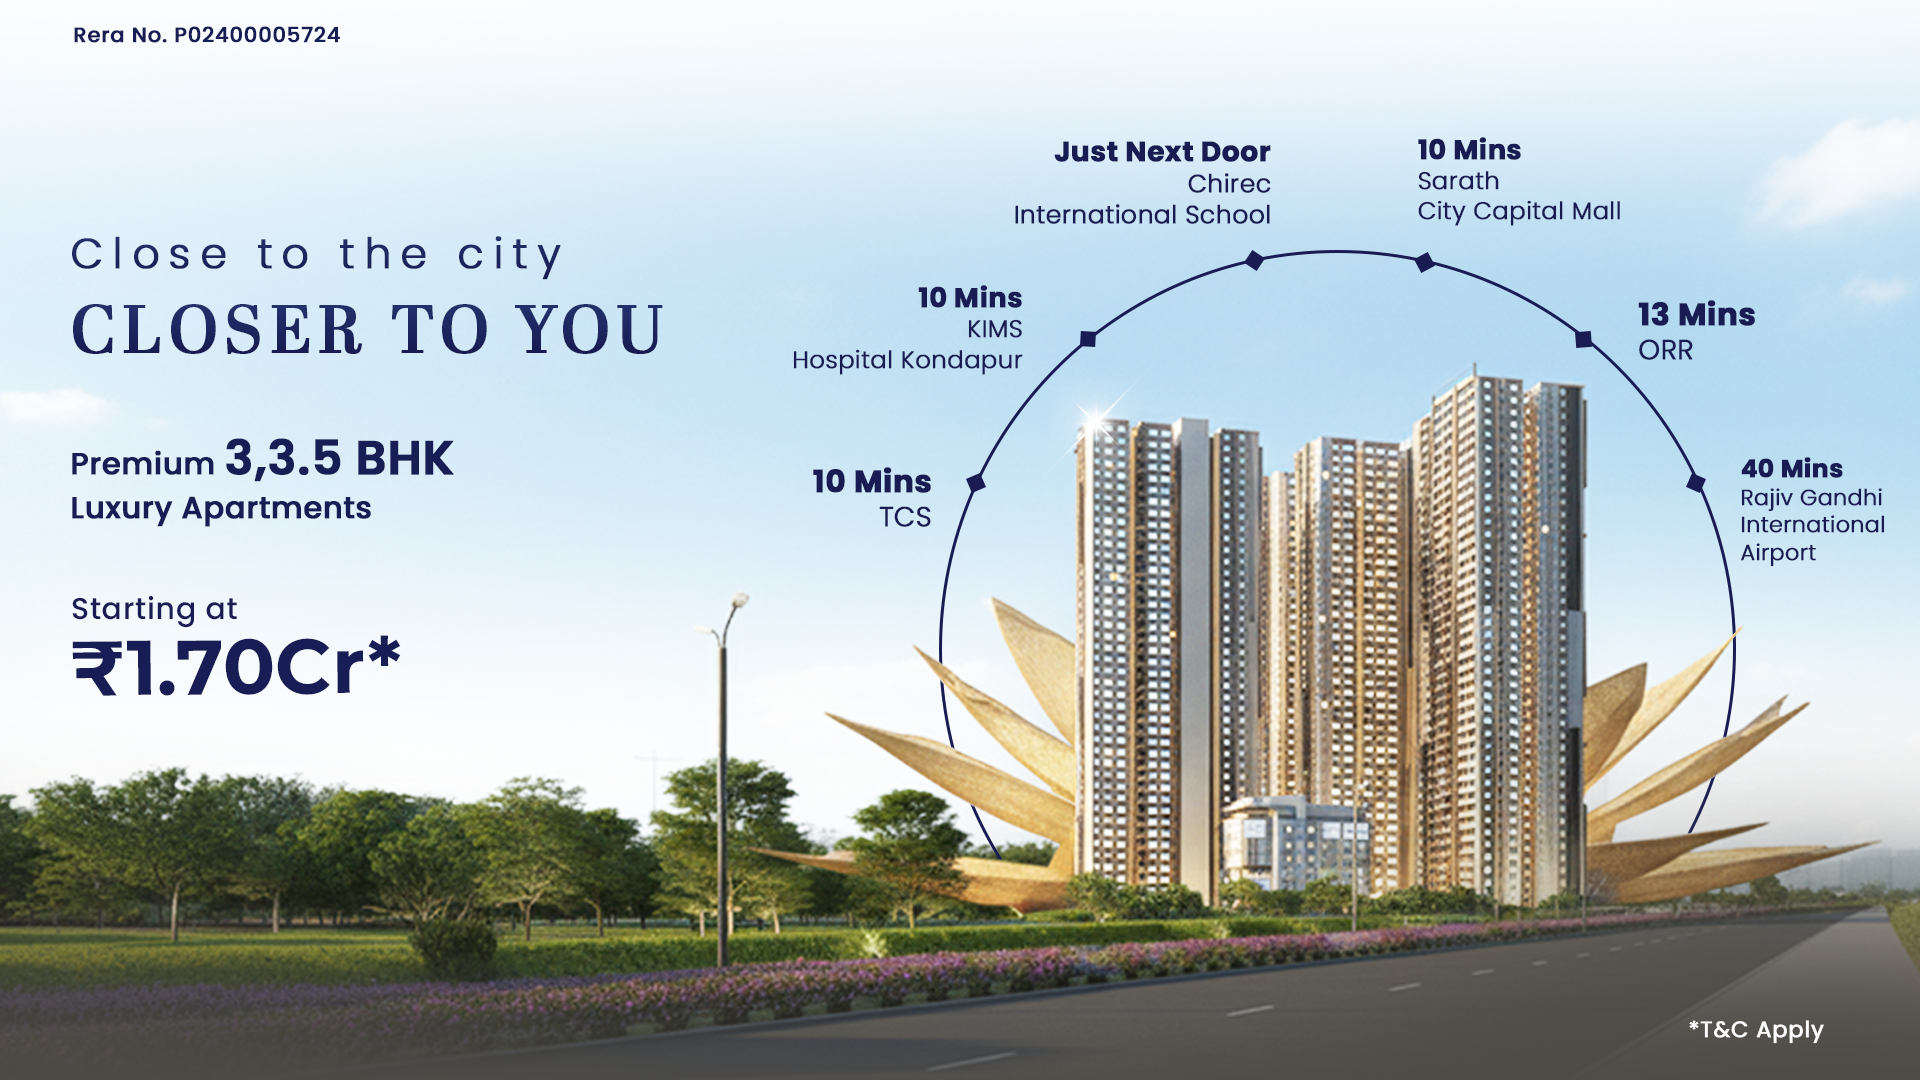 Rera No. P02400005724
Close to the city
CLOSER TO YOU
Premium 3,3.5 BHK
Luxury Apartments
Starting at
₹1.70Cr*
10 Mins
TCS
10 Mins
KIMS
Hospital Kondapur
Just Next Door
Chirec
International School
10 Mins
Sarath
City Capital Mall
13 Mins
ORR
40 Mins
Rajiv Gandhi
International
Airport
*T&C Apply